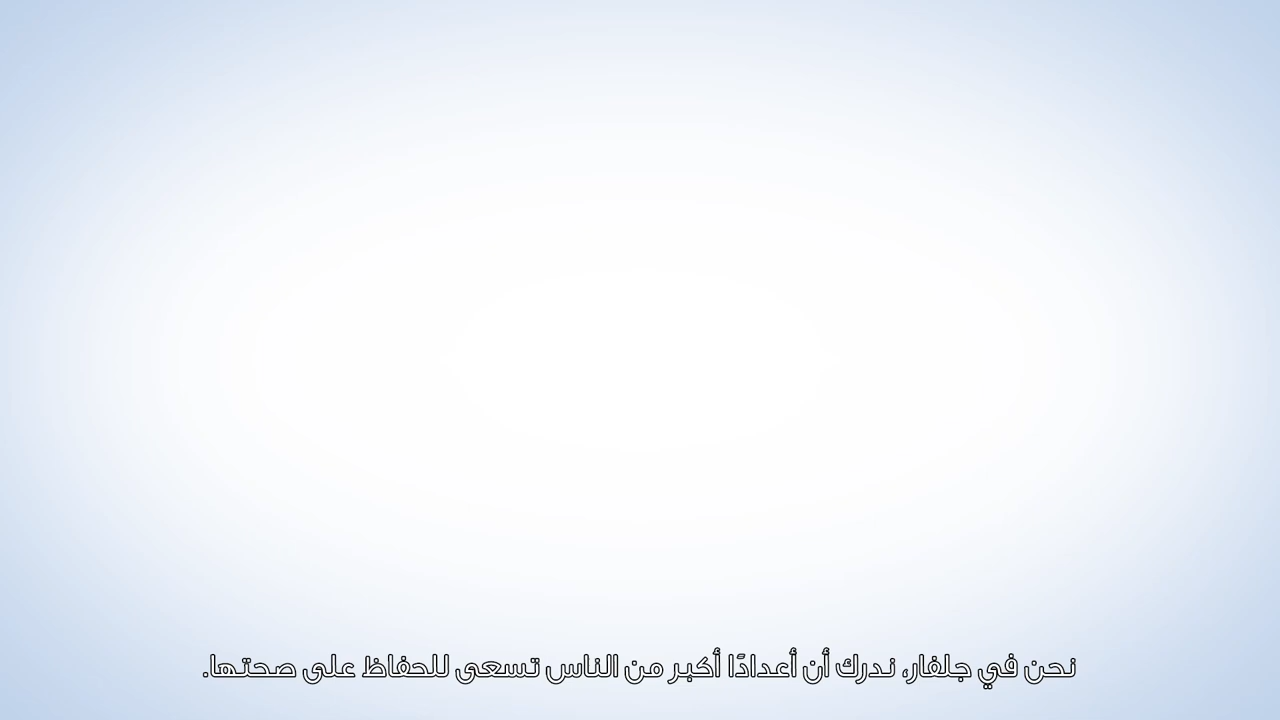 نحن في جلفار، ندرك أن أعدادًا أكبر من الناس تسعى للحفاظ على صحتها.